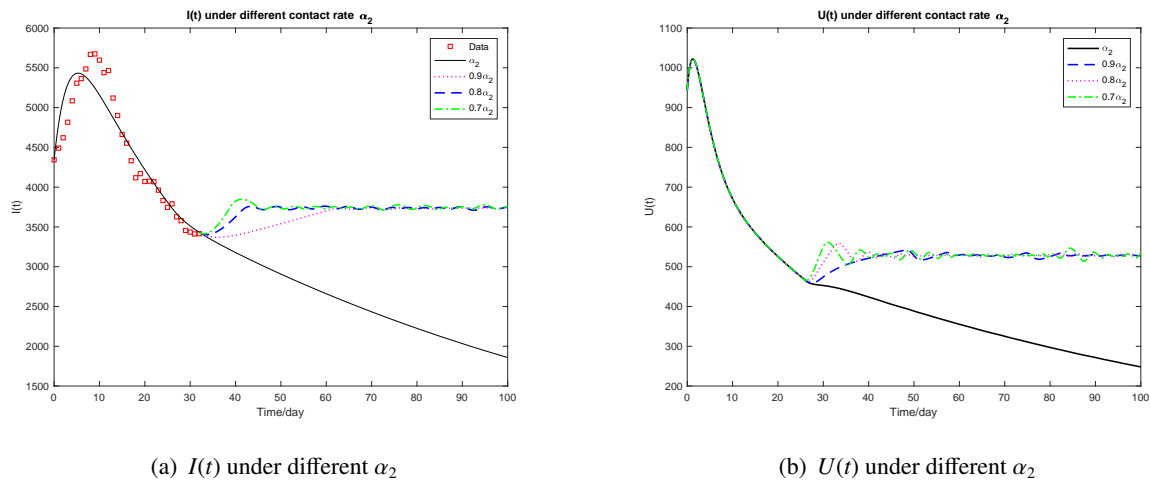 I(t) under different contact rate α₂
6000
5500
5000
4500
4000
3500
3000
2500
2000
1500
I(t)
0 10 20 30 40 50 60 70 80 90 100
Time/day
Data
α₂
0.9α₂
0.8α₂
0.7α₂
(a) I(t) under different α₂
U(t) under different contact rate α₂
1100
1000
900
800
700
600
500
400
300
200
U(t)
0 10 20 30 40 50 60 70 80 90 100
Time/day
α₂
0.9α₂
0.8α₂
0.7α₂
(b) U(t) under different α₂